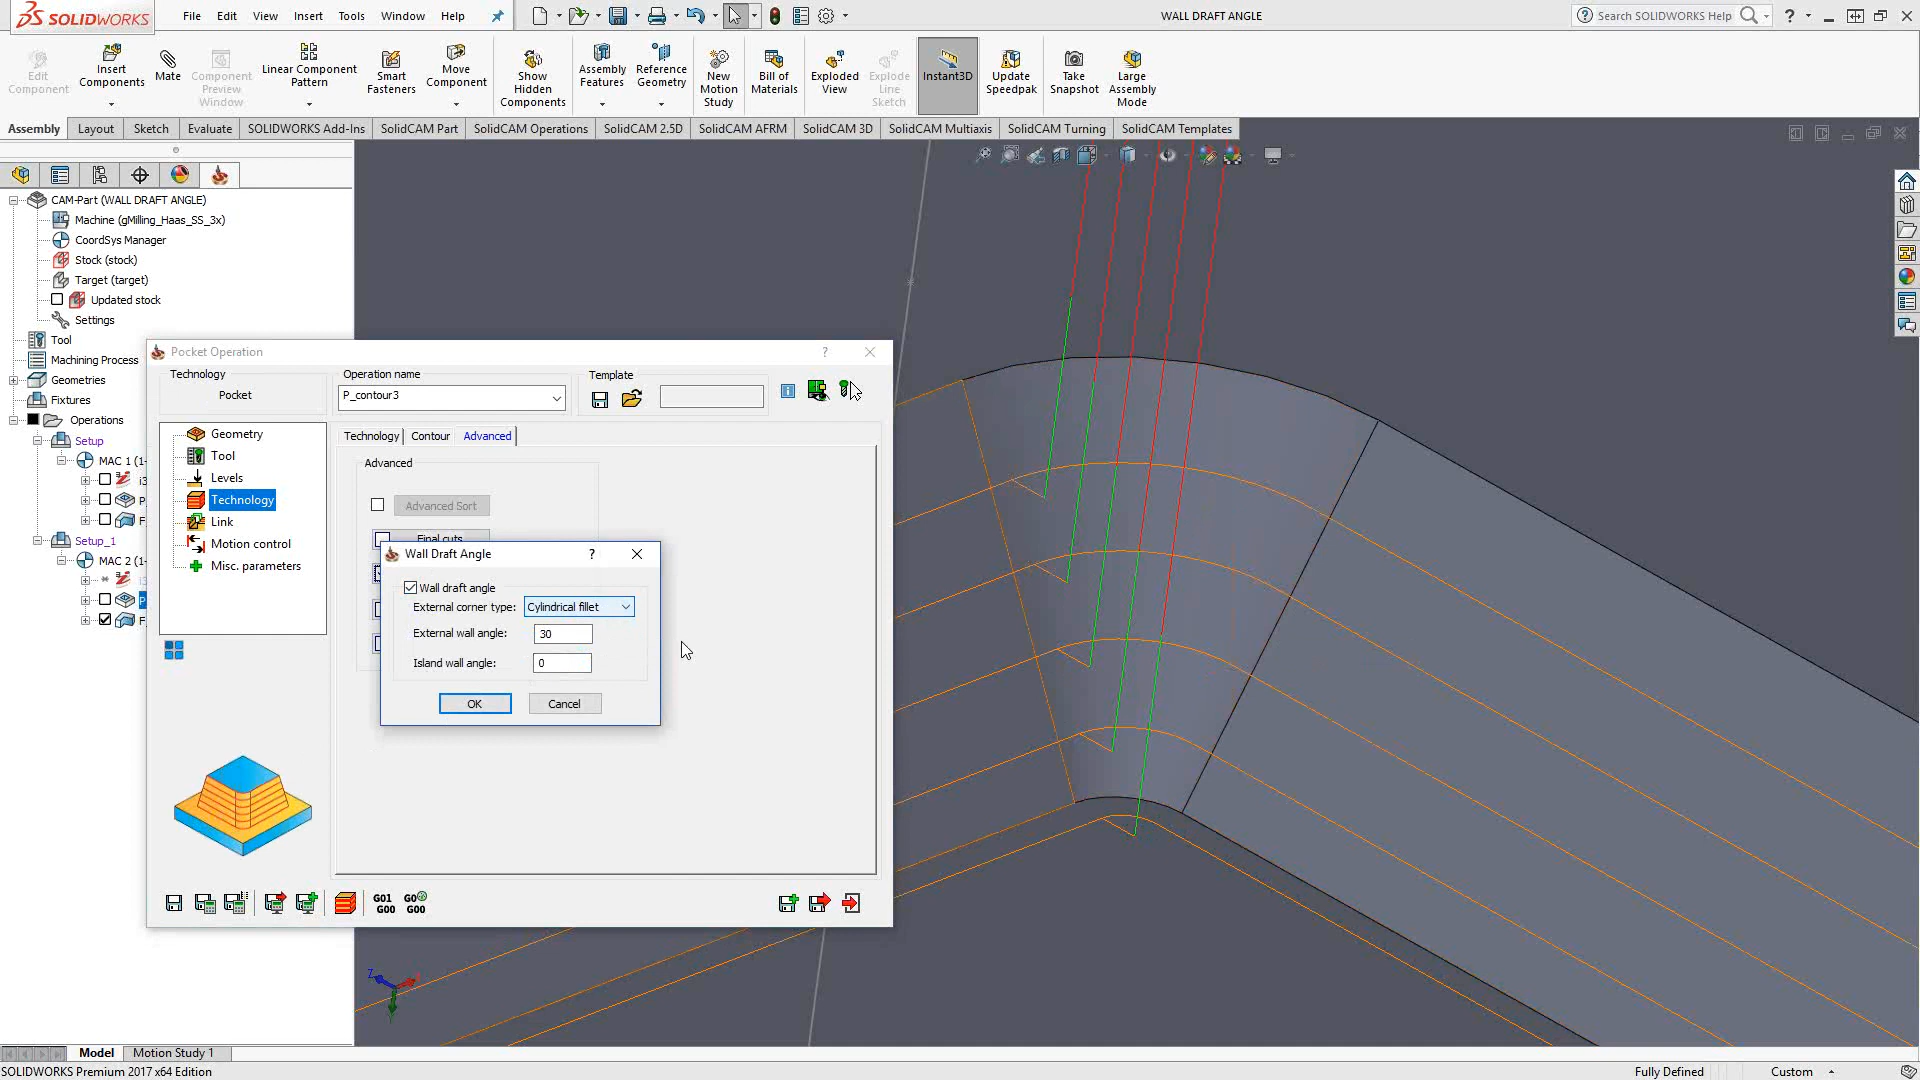 SOLIDWORKS
File Edit View Insert Tools Window Help
WALL DRAFT ANGLE
Search SOLIDWORKS Help
Edit Component
Insert Components
Mate
Component Preview Window
Linear Component Pattern
Smart Fasteners
Move Component
Show Hidden Components
Assembly Features
Reference Geometry
New Motion Study
Bill of Materials
Exploded View
Explode Line Sketch
Instant3D
Update Speedpak
Take Snapshot
Large Assembly Mode
Assembly Layout Sketch Evaluate SOLIDWORKS Add-Ins SolidCAM Part SolidCAM Operations SolidCAM 2.5D SolidCAM AFRM SolidCAM 3D SolidCAM Multiaxis SolidCAM Turning SolidCAM Templates
CAM-Part (WALL DRAFT ANGLE)
Machine (gMilling_Haas_SS_3x)
CoordSys Manager
Stock (stock)
Target (target)
Updated stock
Settings
Tool
Machining Process
Geometries
Fixtures
Operations
Setup
MAC 1 (1-
i3
P
F
Setup_1
MAC 2 (1-
i3
P
F
Pocket Operation
?
Technology
Pocket
Operation name
P_contour3
Template
Geometry
Tool
Levels
Technology
Link
Motion control
Misc. parameters
Technology Contour Advanced
Advanced
Advanced Sort
Final cuts
Wall Draft Angle
?
Wall draft angle
External corner type: Cylindrical fillet
External wall angle: 30
Island wall angle: 0
OK Cancel
G01 G00
G0 G00
Z
Model Motion Study 1
SOLIDWORKS Premium 2017 x64 Edition
Fully Defined
Custom